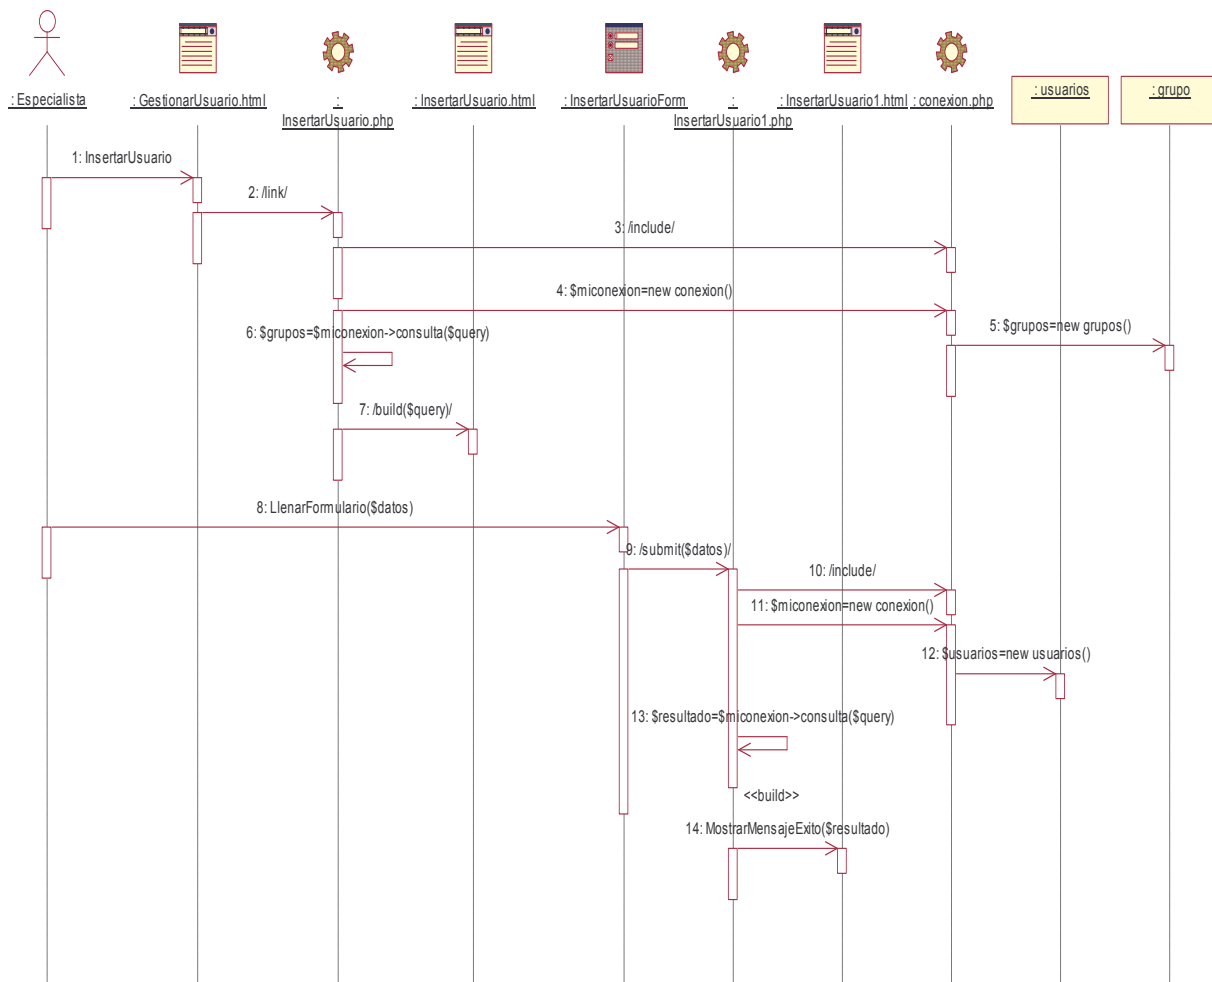 : Especialista
: GestionarUsuario.html
:
InsertarUsuario.php
: InsertarUsuario.html
: InsertarUsuarioForm
:
InsertarUsuario1.php
: InsertarUsuario1.html
: conexion.php
: usuarios
: grupo
1: InsertarUsuario
2: /link/
3: /include/
4: $miconexion=new conexion()
5: $grupos=new grupos()
6: $grupos=$miconexion->consulta($query)
7: /build($query)/
8: LlenarFormulario($datos)
9: /submit($datos)/
10: /include/
11: $miconexion=new conexion()
12: $usuarios=new usuarios()
13: $resultado=$miconexion->consulta($query)
<<build>>
14: MostrarMensajeExito($resultado)